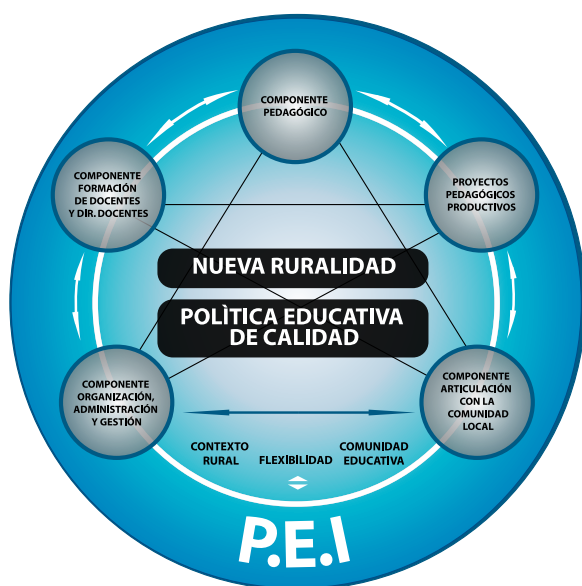 COMPONENTE
PEDAGÓGICO
COMPONENTE
FORMACIÓN
DE DOCENTES
Y DIR. DOCENTES
PROYECTOS
PEDAGÓGICOS
PRODUCTIVOS
NUEVA RURALIDAD
POLÌTICA EDUCATIVA
DE CALIDAD
COMPONENTE
ORGANIZACIÓN,
ADMINISTRACIÓN
Y GESTIÓN
COMPONENTE
ARTICULACIÓN
CON LA
COMUNIDAD
LOCAL
CONTEXTO
RURAL
FLEXIBILIDAD
COMUNIDAD
EDUCATIVA
P.E.I